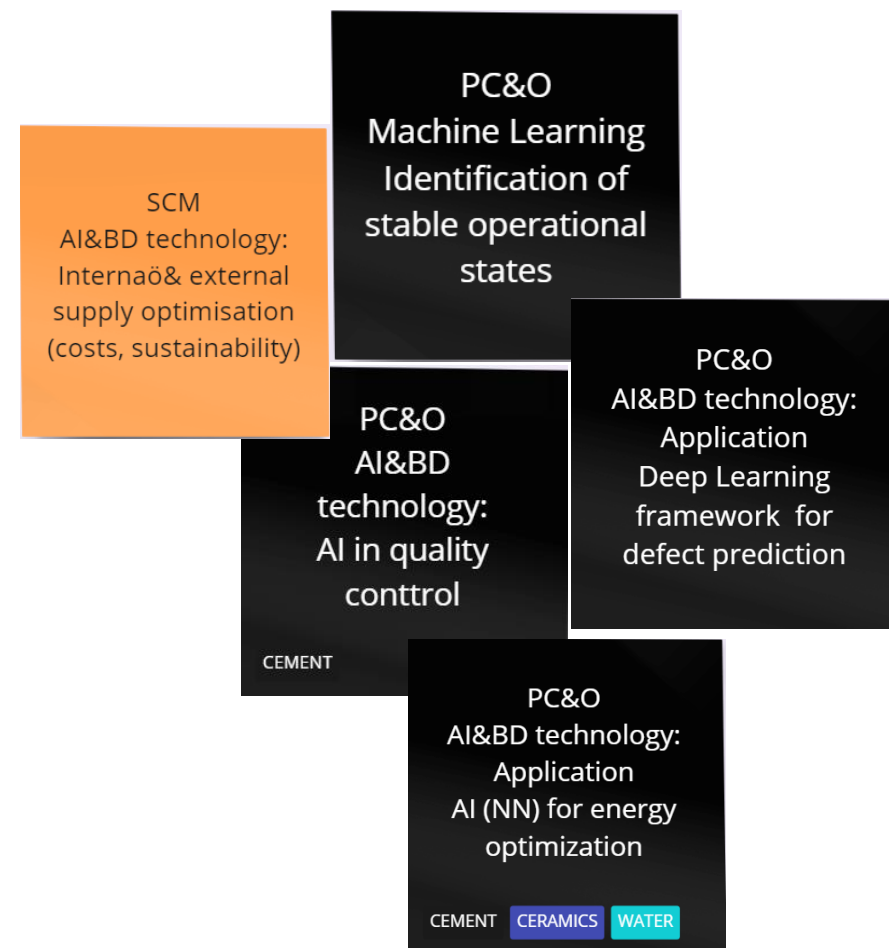 PC&O
Machine Learning
Identification of
stable operational
states
SCM
AI&BD technology:
Internaö& external
supply optimisation
(costs, sustainability)
PC&O
AI&BD technology:
Application
Deep Learning
framework for
defect prediction
PC&O
AI&BD
technology:
AI in quality
conttrol
CEMENT
PC&O
AI&BD technology:
Application
AI (NN) for energy
optimization
CEMENT CERAMICS WATER